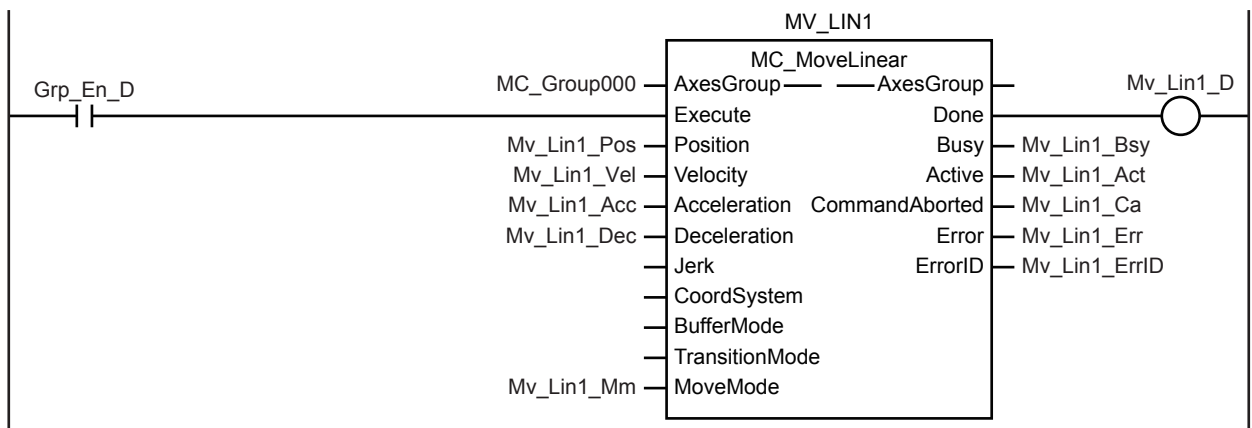 MV_LIN1
MC_MoveLinear
Grp_En_D
MC_Group000 AxesGroup AxesGroup Mv_Lin1_D
Execute Done
Mv_Lin_Pos Position Busy Mv_Lin1_Bsy
Mv_Lin1_Vel Velocity Active Mv_Lin1_Act
Mv_Lin1_Acc Acceleration CommandAborted Mv_Lin1_Ca
Mv_Lin1_Dec Deceleration Error Mv_Lin1_Err
Jerk ErrorID Mv_Lin1_ErrID
CoordSystem
BufferMode
TransitionMode
Mv_Lin1_Mm MoveMode